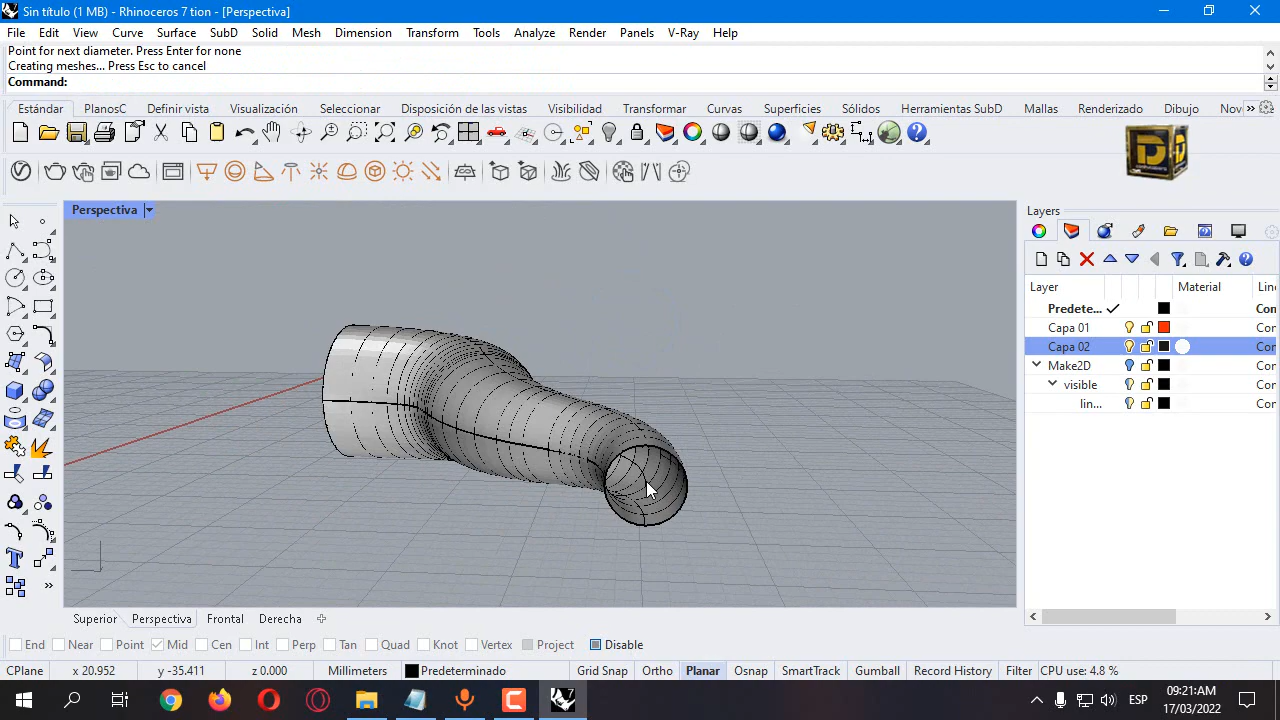 Sin título (1 MB) - Rhinoceros 7 tion - [Perspectiva]
File Edit View Curve Surface SubD Solid Mesh Dimension Transform Tools Analyze Render Panels V-Ray Help
Point for next diameter. Press Enter for none
Creating meshes... Press Esc to cancel
Command:
Estándar PlanosC Definir vista Visualización Seleccionar Disposición de las vistas Visibilidad Transformar Curvas Superficies Sólidos Herramientas SubD Mallas Renderizado Dibujo Nov
Perspectiva
Layers
Layer Material Line
Predete... Con
Capa 01 Con
Capa 02 Con
Make2D Con
visible Con
lin... Con
Superior Perspectiva Frontal Derecha
End Near Point Mid Cen Int Perp Tan Quad Knot Vertex Project Disable
CPlane x 20.952 y -35.411 z 0.000 Millimeters Predeterminado Grid Snap Ortho Planar Osnap SmartTrack Gumball Record History Filter CPU use: 4.8 %
ESP
09:21:AM
17/03/2022